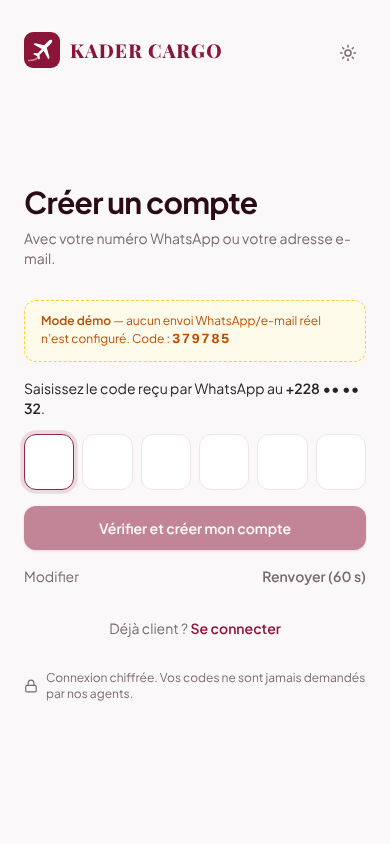 KADER CARGO
Créer un compte
Avec votre numéro WhatsApp ou votre adresse e-
mail.
Mode démo — aucun envoi WhatsApp/e-mail réel
n'est configuré. Code : 379785
Saisissez le code reçu par WhatsApp au +228 •• ••
32.
Vérifier et créer mon compte
Modifier
Renvoyer (60 s)
Déjà client ? Se connecter
Connexion chiffrée. Vos codes ne sont jamais demandés
par nos agents.